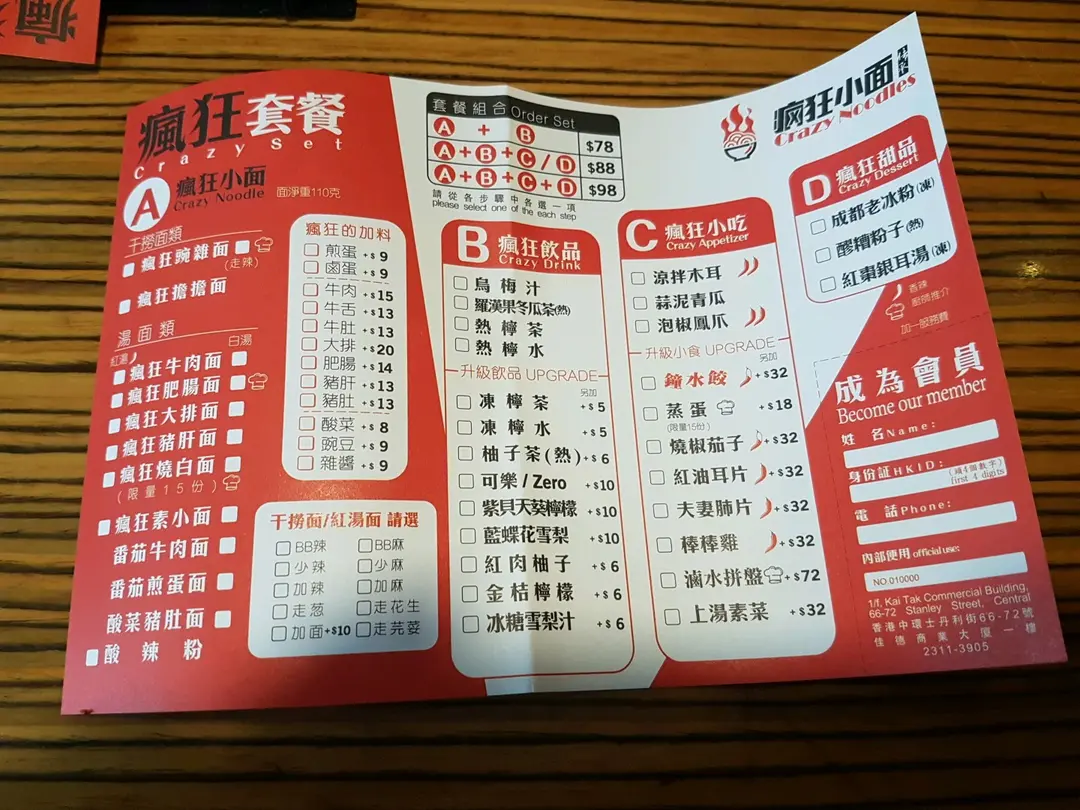 瘋狂套餐
Crazy Set
A 瘋狂小面
Crazy Noodle
面淨重110克
干撈面類
瘋狂豌雜面
(走辣)
瘋狂擔擔面
湯面類
紅湯 白湯
瘋狂牛肉面
瘋狂肥腸面
瘋狂大排面
瘋狂豬肝面
瘋狂燒白面
(限量15份)
瘋狂素小面
番茄牛肉面
番茄煎蛋面
酸菜豬肚面
酸辣粉
瘋狂的加料
煎蛋 +$9
鹵蛋 +$9
牛肉 +$15
牛舌 +$13
牛肚 +$13
大排 +$20
肥腸 +$14
豬肝 +$13
豬肚 +$13
酸菜 +$8
豌豆 +$9
雜醬 +$9
干撈面/紅湯面 請選
BB辣 BB麻
少辣 少麻
加辣 加麻
走葱 走花生
加面+$10 走芫荽
套餐組合 Order Set
A + B $78
A+B+C/D $88
A+B+C+D $98
請從各步驟中各選一項
please select one of the each step
B 瘋狂飲品
Crazy Drink
烏梅汁
羅漢果冬瓜茶(熱)
熱檸茶
熱檸水
升級飲品 UPGRADE
另加
凍檸茶 +$5
凍檸水 +$5
柚子茶(熱) +$6
可樂/Zero +$10
紫貝天葵檸檬 +$10
藍蝶花雪梨 +$10
紅肉柚子 +$6
金桔檸檬 +$6
冰糖雪梨汁 +$6
C 瘋狂小吃
Crazy Appetizer
涼拌木耳
蒜泥青瓜
泡椒鳳爪
升級小食 UPGRADE
另加
鐘水餃 +$32
蒸蛋 +$18
(限量15份)
燒椒茄子 +$32
紅油耳片 +$32
夫妻肺片 +$32
棒棒雞 +$32
滷水拼盤 +$72
上湯素菜 +$32
瘋狂小面
Crazy Noodles
D 瘋狂甜品
Crazy Dessert
成都老冰粉(凍)
醪糟粉子(熱)
紅棗銀耳湯(凍)
香辣
廚師推介
加一服務費
成為會員
Become our member
姓 名 Name:
身份証HKID: (頭4個數字)
first 4 digits
電 話 Phone:
內部使用 official use:
NO.010000
1/f, Kai Tak Commercial Building,
66-72 Stanley Street, Central
香港中環士丹利街66-72號
佳德商業大廈一樓
2311-3905